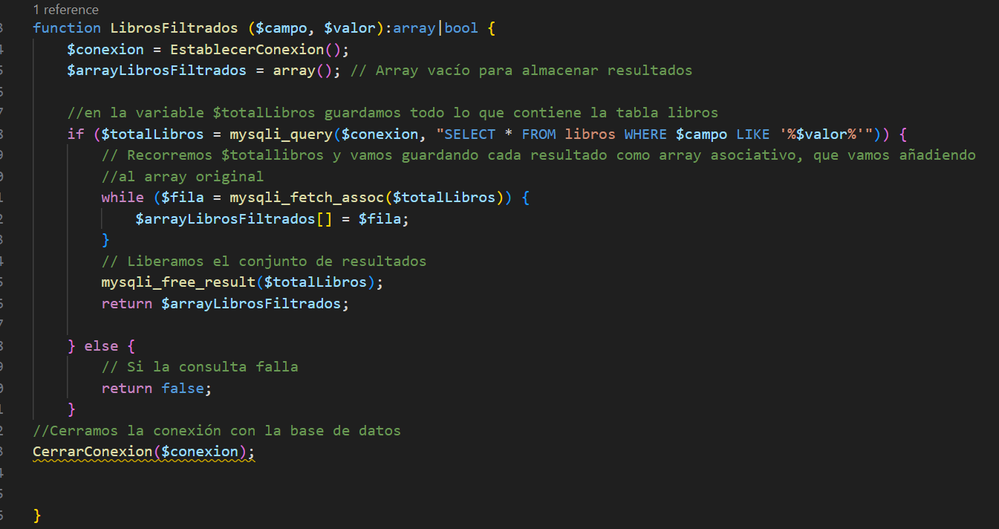 1 reference
function LibrosFiltrados ($campo, $valor):array|bool {
$conexion = EstablecerConexion();
$arrayLibrosFiltrados = array(); // Array vacío para almacenar resultados
//en la variable $totalLibros guardamos todo lo que contiene la tabla libros
if ($totalLibros = mysqli_query($conexion, "SELECT * FROM libros WHERE $campo LIKE '%$valor%'")) {
// Recorremos $totallibros y vamos guardando cada resultado como array asociativo, que vamos añadiendo
//al array original
while ($fila = mysqli_fetch_assoc($totalLibros)) {
$arrayLibrosFiltrados[] = $fila;
}
// Liberamos el conjunto de resultados
mysqli_free_result($totalLibros);
return $arrayLibrosFiltrados;
} else {
// Si la consulta falla
return false;
}
//Cerramos la conexión con la base de datos
CerrarConexion($conexion);
}